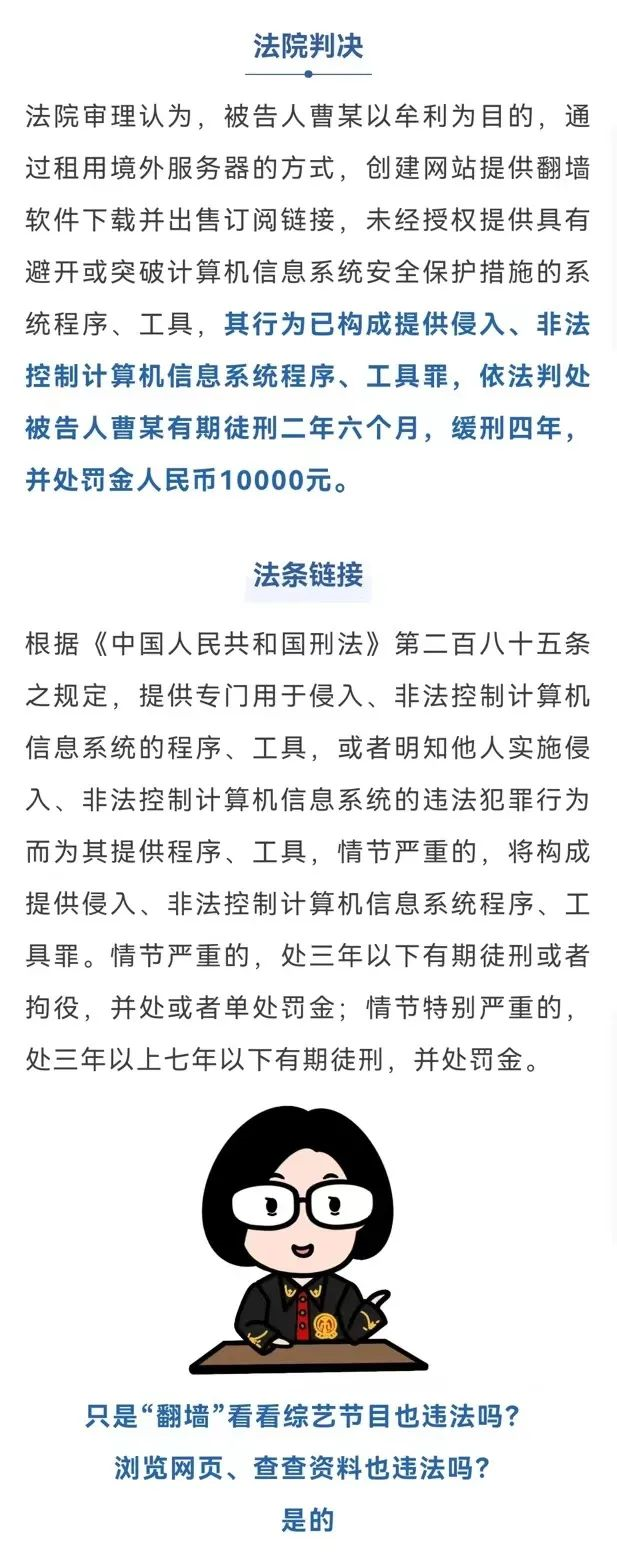 法院判决
法院审理认为，被告人曹某以牟利为目的，通
过租用境外服务器的方式，创建网站提供翻墙
软件下载并出售订阅链接，未经授权提供具有
避开或突破计算机信息系统安全保护措施的系
统程序、工具，其行为已构成提供侵入、非法
控制计算机信息系统程序、工具罪，依法判处
被告人曹某有期徒刑二年六个月，缓刑四年，
并处罚金人民币10000元。
法条链接
根据《中国人民共和国刑法》第二百八十五条
之规定，提供专门用于侵入、非法控制计算机
信息系统的程序、工具，或者明知他人实施侵
入、非法控制计算机信息系统的违法犯罪行为
而为其提供程序、工具，情节严重的，将构成
提供侵入、非法控制计算机信息系统程序、工
具罪。情节严重的，处三年以下有期徒刑或者
拘役，并处或者单处罚金；情节特别严重的，
处三年以上七年以下有期徒刑，并处罚金。
只是“翻墙”看看综艺节目也违法吗？
浏览网页、查查资料也违法吗？
是的